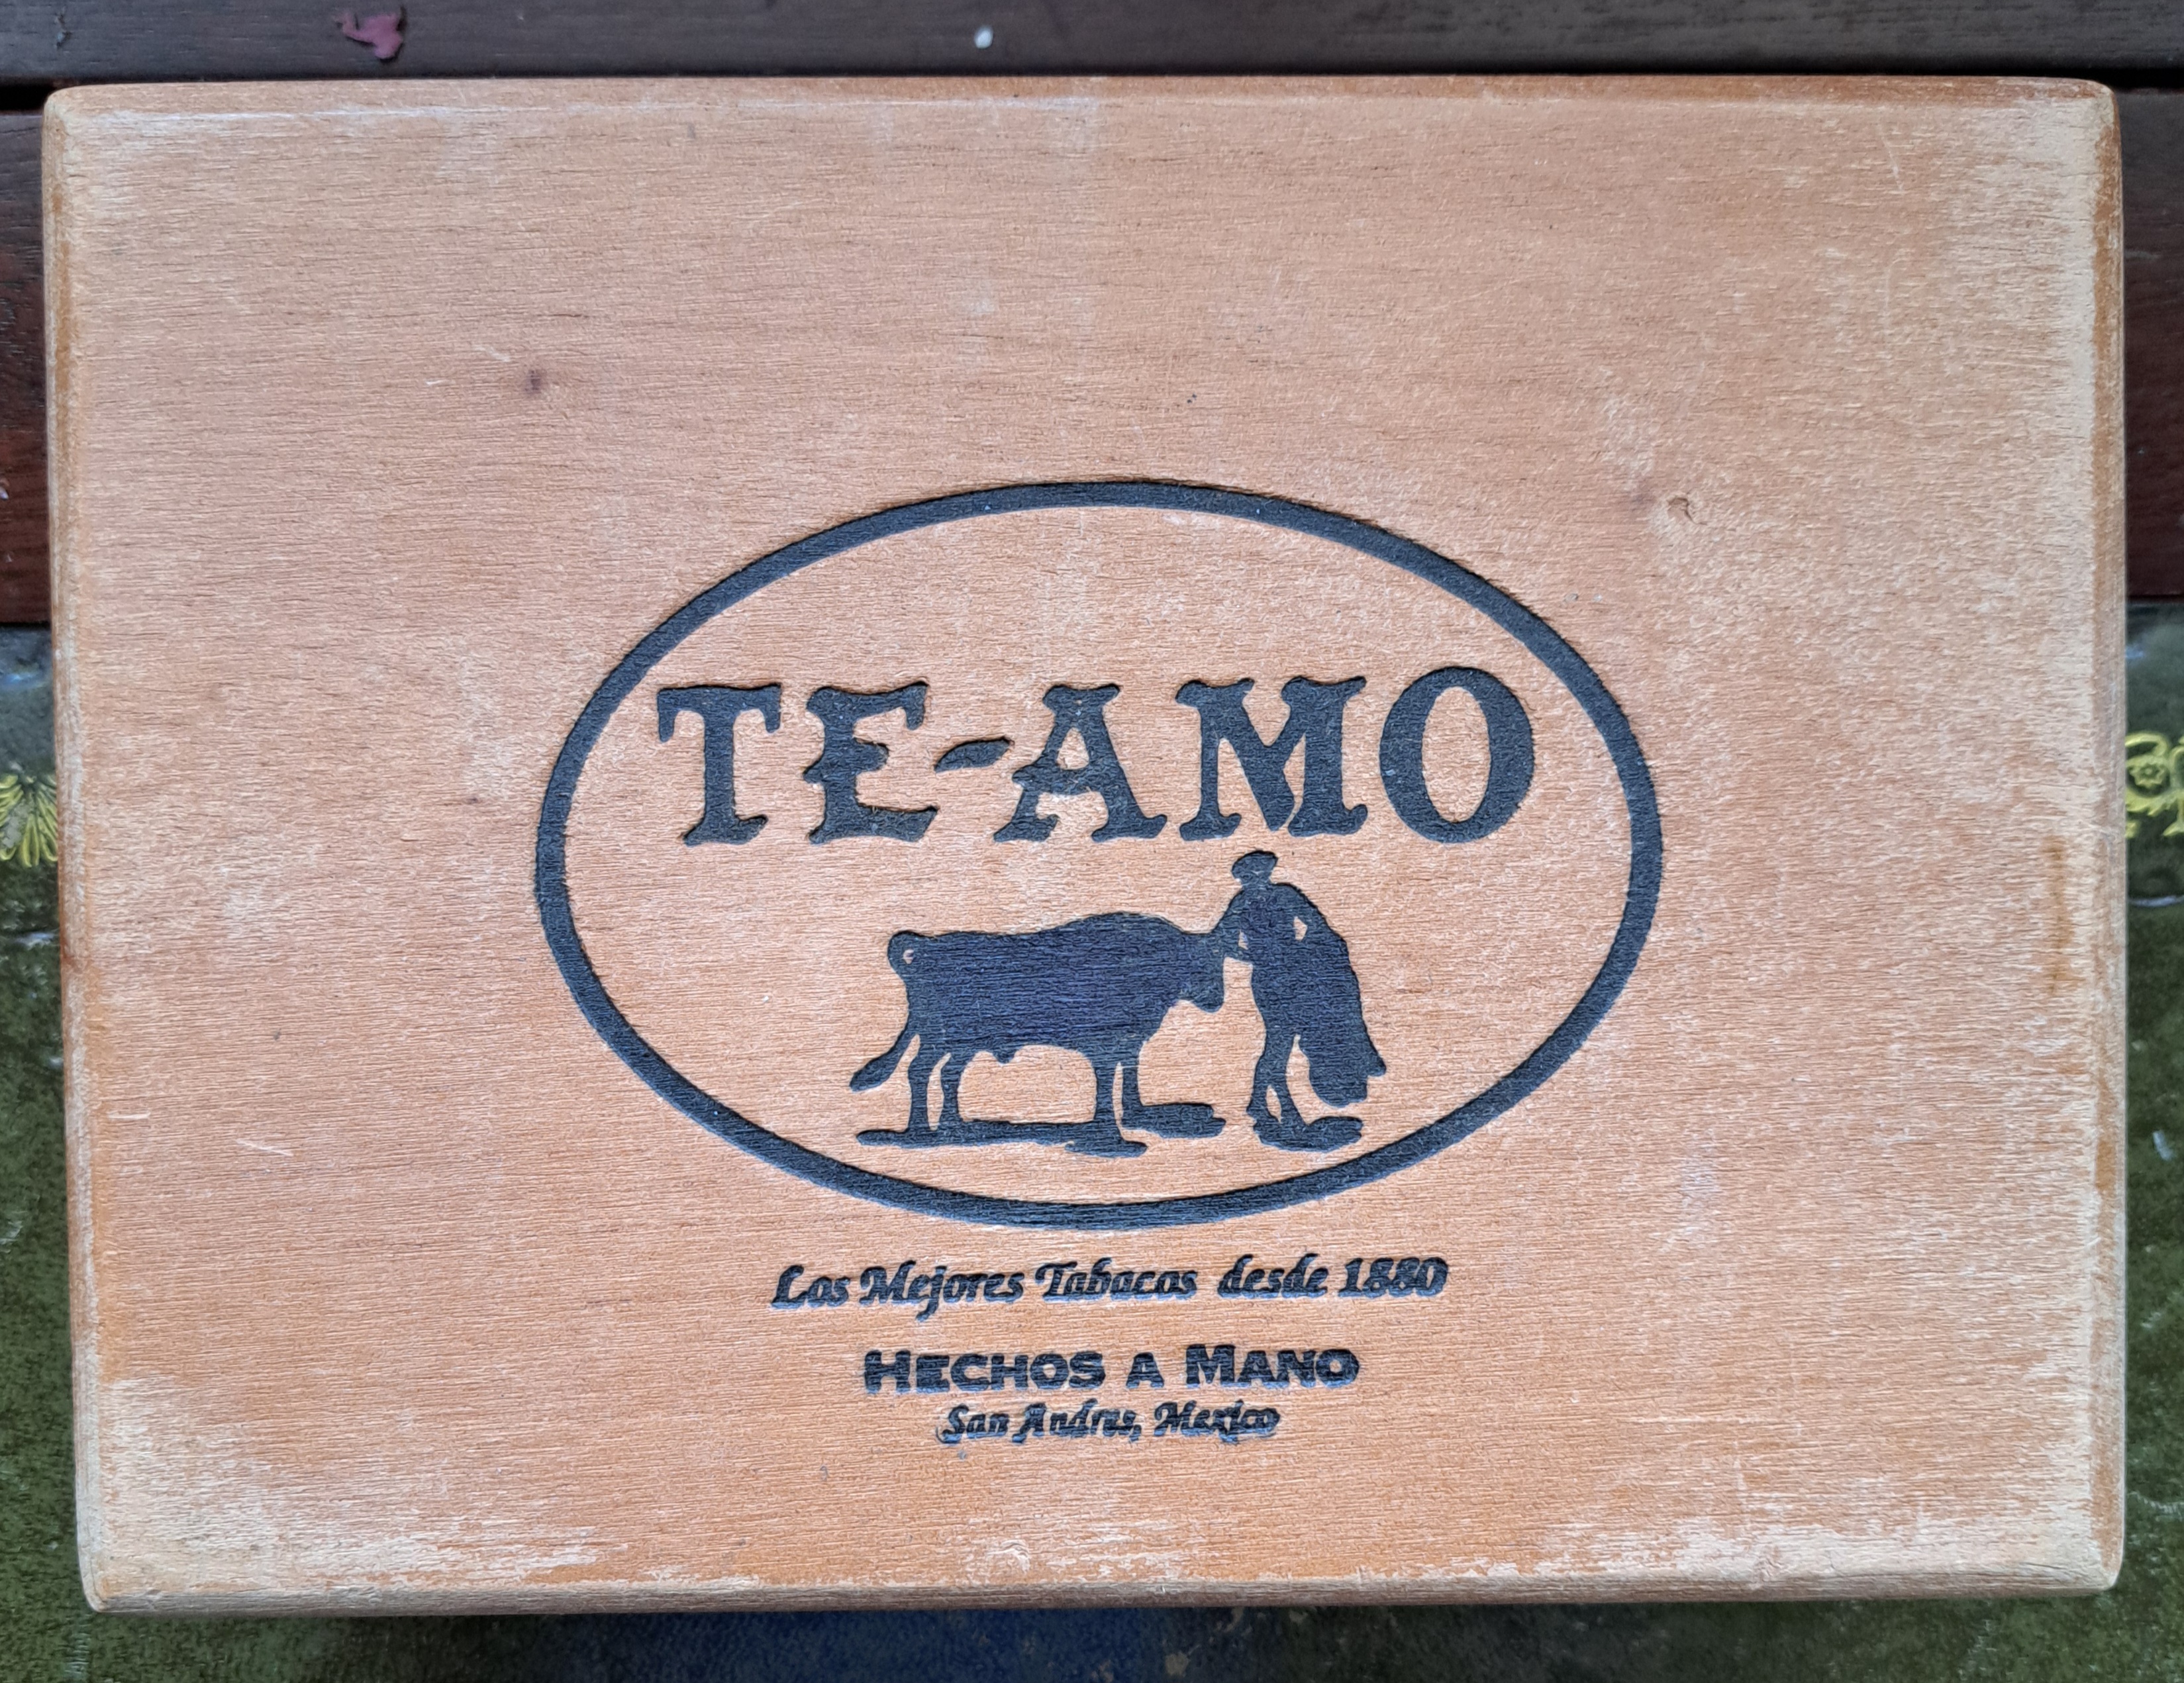 TE-AMO
Los Mejores Tabacos desde 1880
HECHOS A MANO
San Andres, Mexico